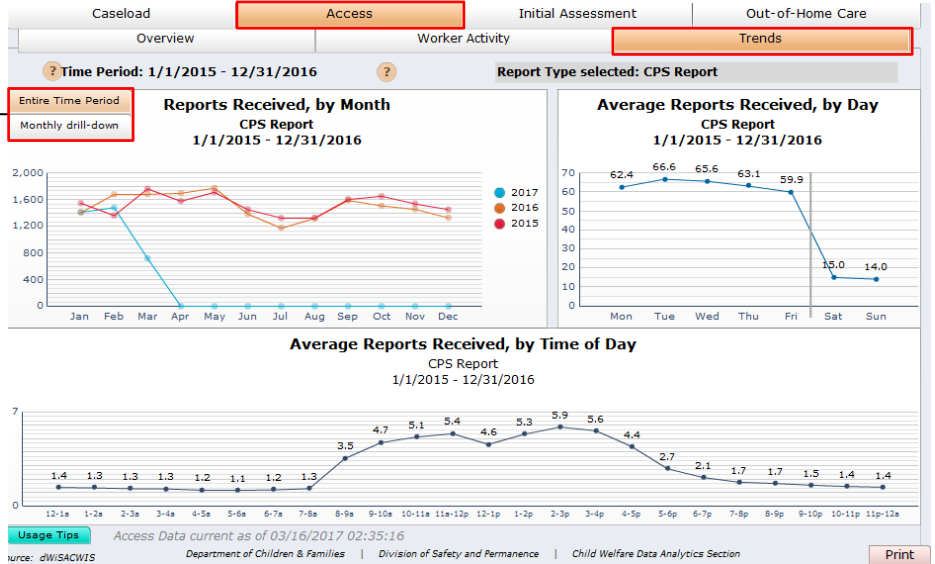 Caseload Access Initial Assessment Out-of-Home Care
Overview Worker Activity Trends
? Time Period: 1/1/2015 - 12/31/2016 ? Report Type selected: CPS Report
Entire Time Period
Monthly drill-down
Reports Received, by Month
CPS Report
1/1/2015 - 12/31/2016
2,000
1,600
1,200
800
400
0
Jan Feb Mar Apr May Jun Jul Aug Sep Oct Nov Dec
2017
2016
2015
Average Reports Received, by Day
CPS Report
1/1/2015 - 12/31/2016
70
60
50
40
30
20
10
0
62.4 66.6 65.6 63.1 59.9 15.0 14.0
Mon Tue Wed Thu Fri Sat Sun
Average Reports Received, by Time of Day
CPS Report
1/1/2015 - 12/31/2016
7
0
1.4 1.3 1.3 1.3 1.2 1.1 1.2 1.3 3.5 4.7 5.1 5.4 4.6 5.3 5.9 5.6 4.4 2.7 2.1 1.7 1.7 1.5 1.4 1.4
12-1a 1-2a 2-3a 3-4a 4-5a 5-6a 6-7a 7-8a 8-9a 9-10a 10-11a 11a-12p 12-1p 1-2p 2-3p 3-4p 4-5p 5-6p 6-7p 7-8p 8-9p 9-10p 10-11p 11p-12a
Usage Tips Access Data current as of 03/16/2017 02:35:16
ource: dWiSACWIS Department of Children & Families | Division of Safety and Permanence | Child Welfare Data Analytics Section Print